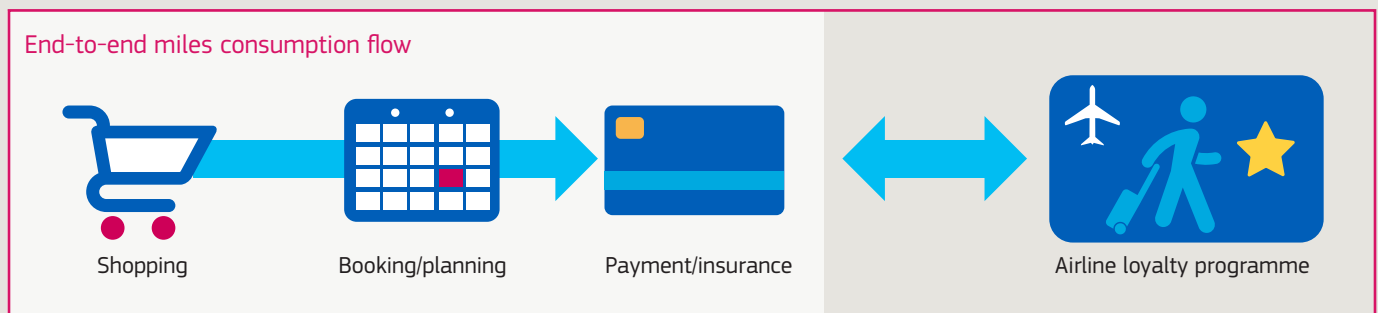 End-to-end miles consumption flow
Shopping
Booking/planning
Payment/insurance
Airline loyalty programme